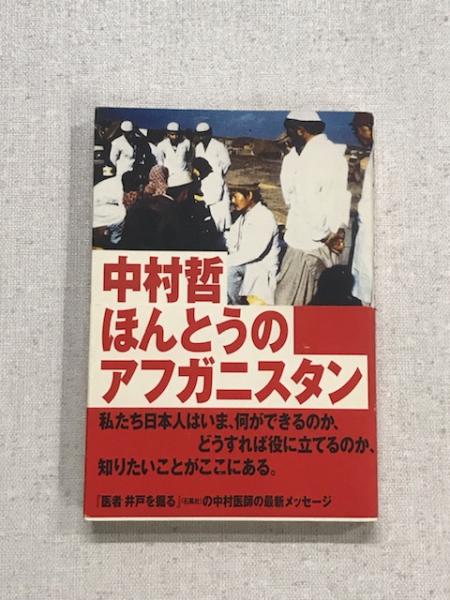 中村哲
ほんとうの
アフガニスタン
私たち日本人はいま、何ができるのか、
どうすれば役に立てるのか、
知りたいことがここにある。
『医者 井戸を掘る』(石風社)の中村医師の最新メッセージ